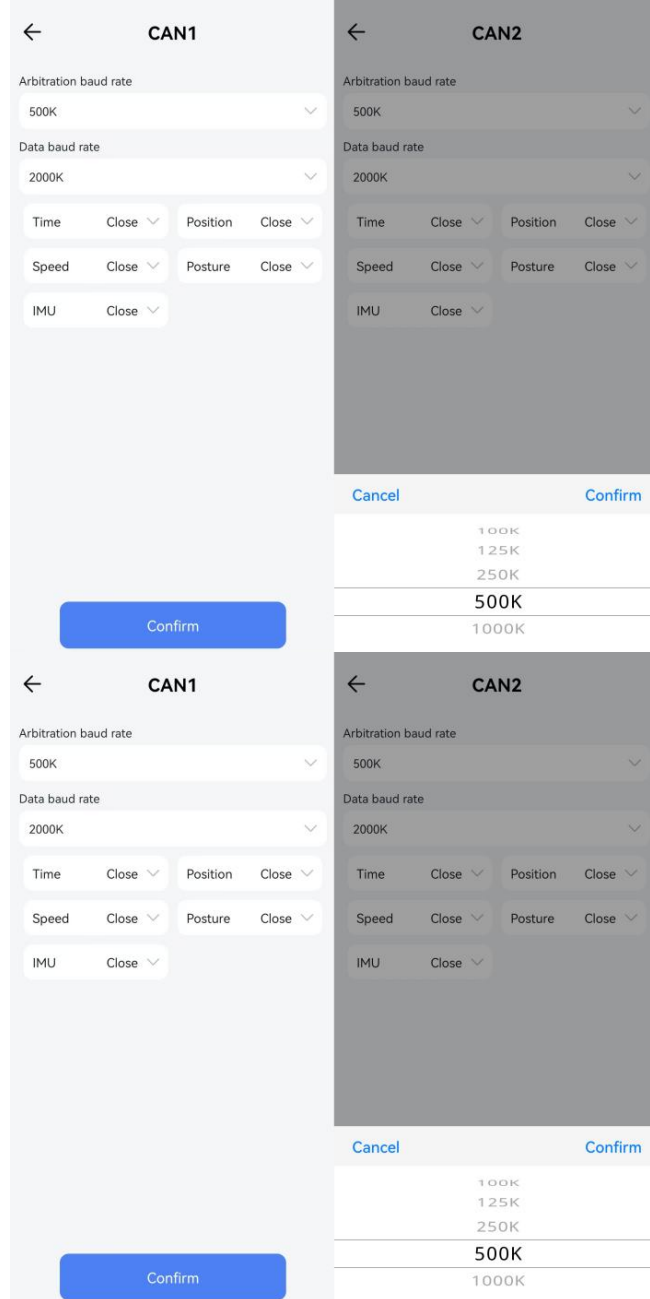 CAN1
Arbitration baud rate
500K
Data baud rate
2000K
Time Close Position Close
Speed Close Posture Close
IMU Close
Confirm
CAN2
Arbitration baud rate
500K
Data baud rate
2000K
Time Close Position Close
Speed Close Posture Close
IMU Close
Cancel Confirm
100K
125K
250K
500K
1000K
CAN1
Arbitration baud rate
500K
Data baud rate
2000K
Time Close Position Close
Speed Close Posture Close
IMU Close
Confirm
CAN2
Arbitration baud rate
500K
Data baud rate
2000K
Time Close Position Close
Speed Close Posture Close
IMU Close
Cancel Confirm
100K
125K
250K
500K
1000K